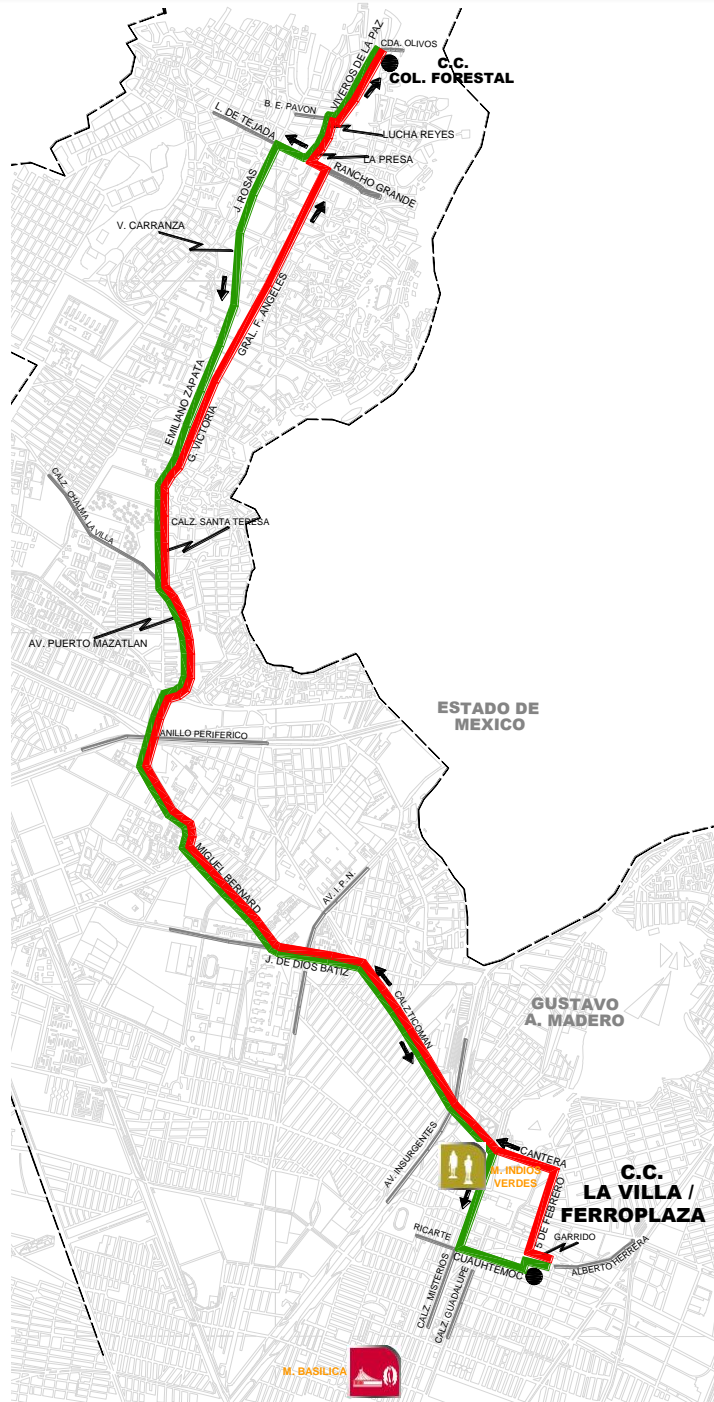 CDA. OLIVOS
C.C.
COL. FORESTAL
VIVEROS DE LA PAZ
B. E. PAVON
L. DE TEJADA
LUCHA REYES
LA PRESA
RANCHO GRANDE
J. ROSAS
V. CARRANZA
GRAL. F. ANGELES
EMILIANO ZAPATA
G. VICTORIA
CALZ. CHALMA LA VILLA
CALZ. SANTA TERESA
AV. PUERTO MAZATLAN
ESTADO DE
MEXICO
ANILLO PERIFERICO
MIGUEL BERNARD
AV. I. P. N.
J. DE DIOS BATIZ
CALZ.TICOMAN
GUSTAVO
A. MADERO
AV. INSURGENTES
CANTERA
M. INDIOS
VERDES
C.C.
LA VILLA /
FERROPLAZA
5 DE FEBRERO
GARRIDO
RICARTE
CUAUHTEMOC
ALBERTO HERRERA
CALZ. MISTERIOS
CALZ. GUADALUPE
M. BASILICA